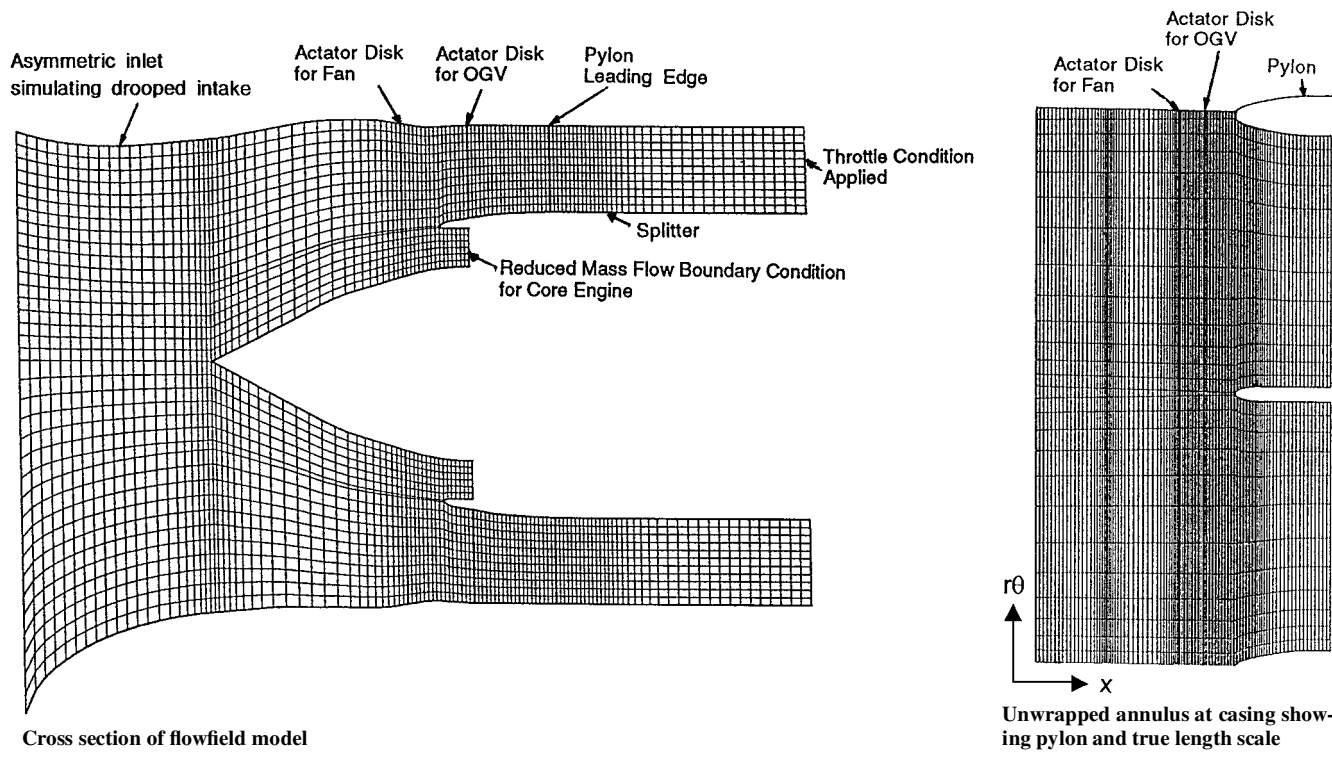 Asymmetric inlet
simulating drooped intake
Actator Disk
for Fan
Actator Disk
for OGV
Pylon
Leading Edge
Throttle Condition
Applied
Splitter
Reduced Mass Flow Boundary Condition
for Core Engine
Cross section of flowfield model
Actator Disk
for OGV
Actator Disk
for Fan
Pylon
rθ
x
Unwrapped annulus at casing show-
ing pylon and true length scale